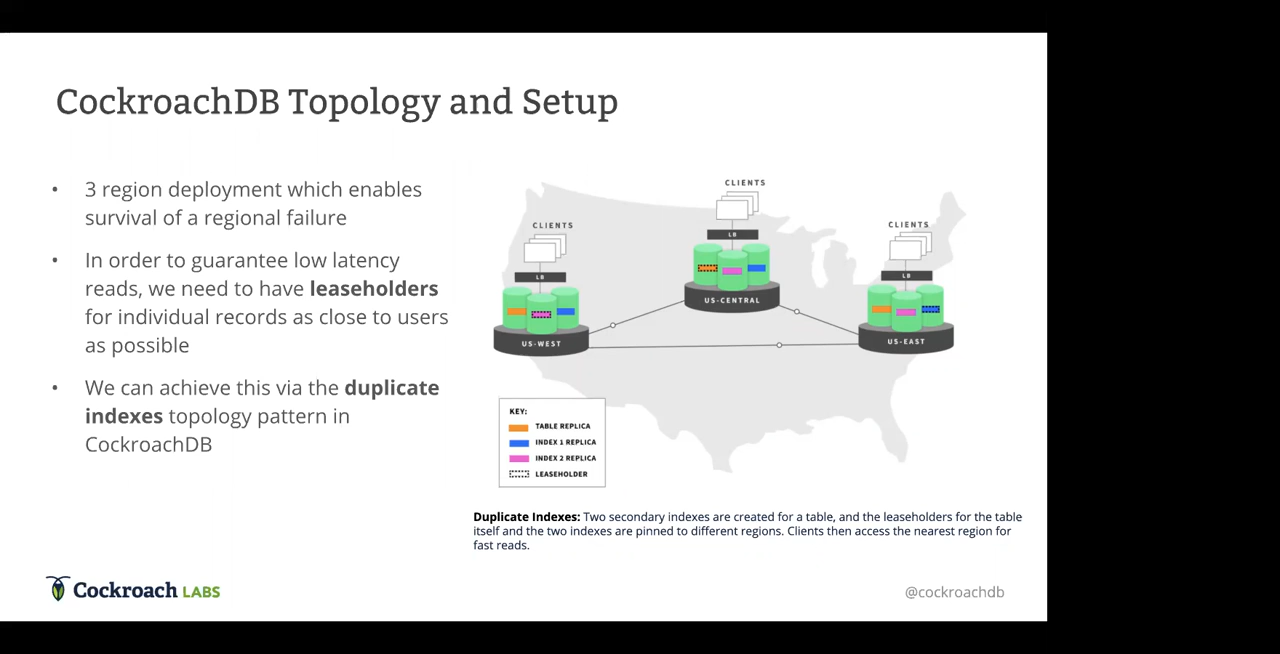 CockroachDB Topology and Setup
• 3 region deployment which enables
survival of a regional failure
• In order to guarantee low latency
reads, we need to have leaseholders
for individual records as close to users
as possible
• We can achieve this via the duplicate
indexes topology pattern in
CockroachDB
CLIENTS
LB
US-WEST
CLIENTS
LB
US-CENTRAL
CLIENTS
LB
US-EAST
KEY:
TABLE REPLICA
INDEX 1 REPLICA
INDEX 2 REPLICA
LEASEHOLDER
Duplicate Indexes: Two secondary indexes are created for a table, and the leaseholders for the table
itself and the two indexes are pinned to different regions. Clients then access the nearest region for
fast reads.
Cockroach LABS
@cockroachdb